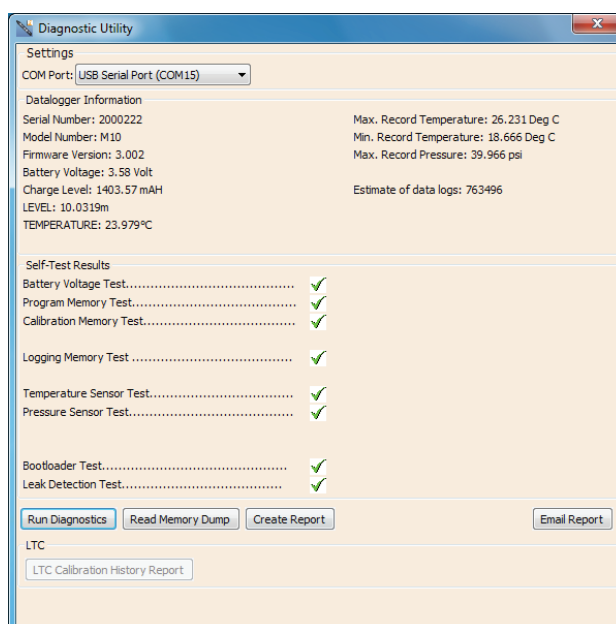 Diagnostic Utility
Settings
COM Port: USB Serial Port (COM15)
Datalogger Information
Serial Number: 2000222
Max. Record Temperature: 26.231 Deg C
Model Number: M10
Min. Record Temperature: 18.666 Deg C
Firmware Version: 3.002
Max. Record Pressure: 39.966 psi
Battery Voltage: 3.58 Volt
Charge Level: 1403.57 mAH
Estimate of data logs: 763496
LEVEL: 10.0319m
TEMPERATURE: 23.979°C
Self-Test Results
Battery Voltage Test..........................................
Program Memory Test.........................................
Calibration Memory Test......................................
Logging Memory Test ........................................
Temperature Sensor Test....................................
Pressure Sensor Test.........................................
Bootloader Test..............................................
Leak Detection Test........................................
Run Diagnostics Read Memory Dump Create Report Email Report
LTC
LTC Calibration History Report